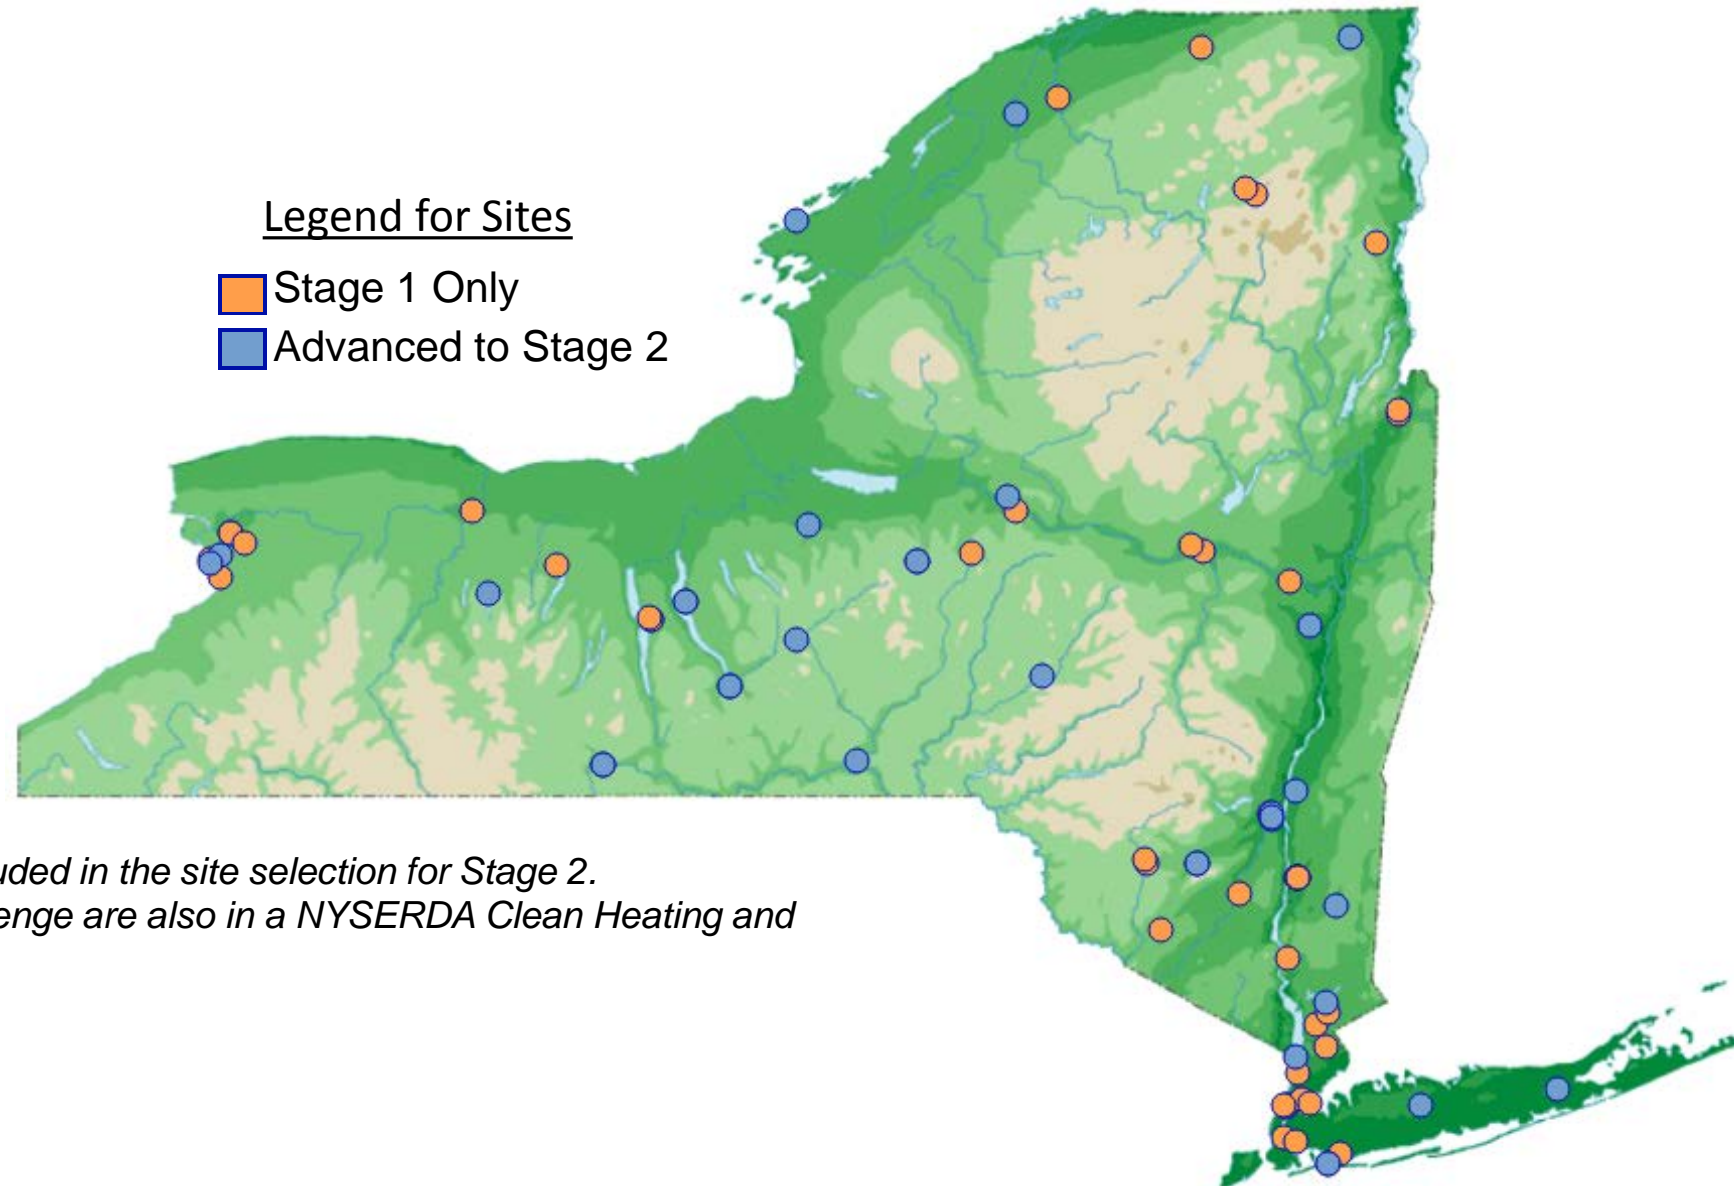 Legend for Sites
Stage 1 Only
Advanced to Stage 2
uded in the site selection for Stage 2.
enge are also in a NYSERDA Clean Heating and